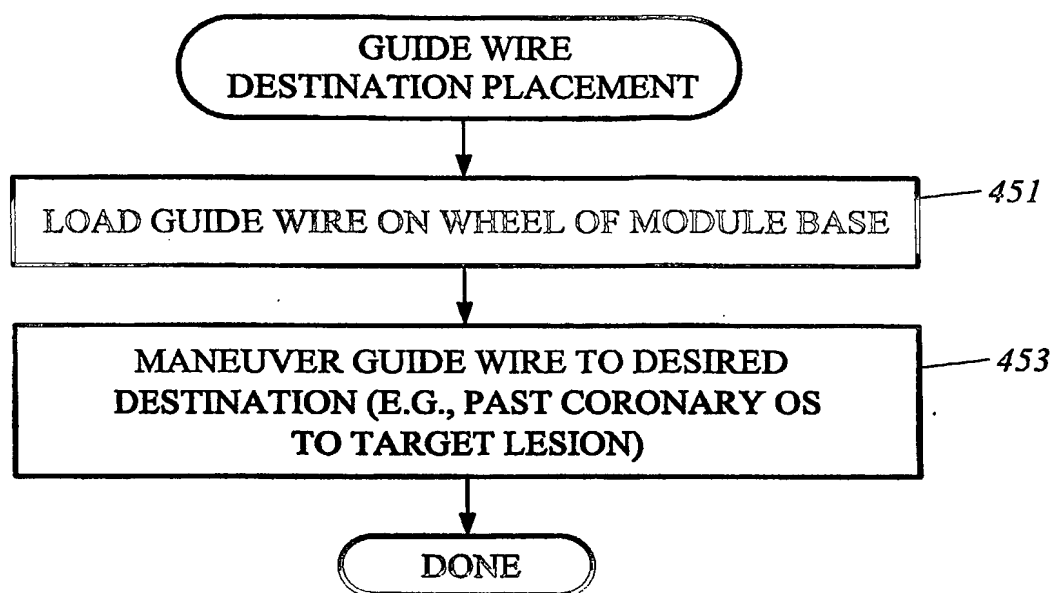 GUIDE WIRE
DESTINATION PLACEMENT
LOAD GUIDE WIRE ON WHEEL OF MODULE BASE
451
MANEUVER GUIDE WIRE TO DESIRED
DESTINATION (E.G., PAST CORONARY OS
TO TARGET LESION)
453
DONE